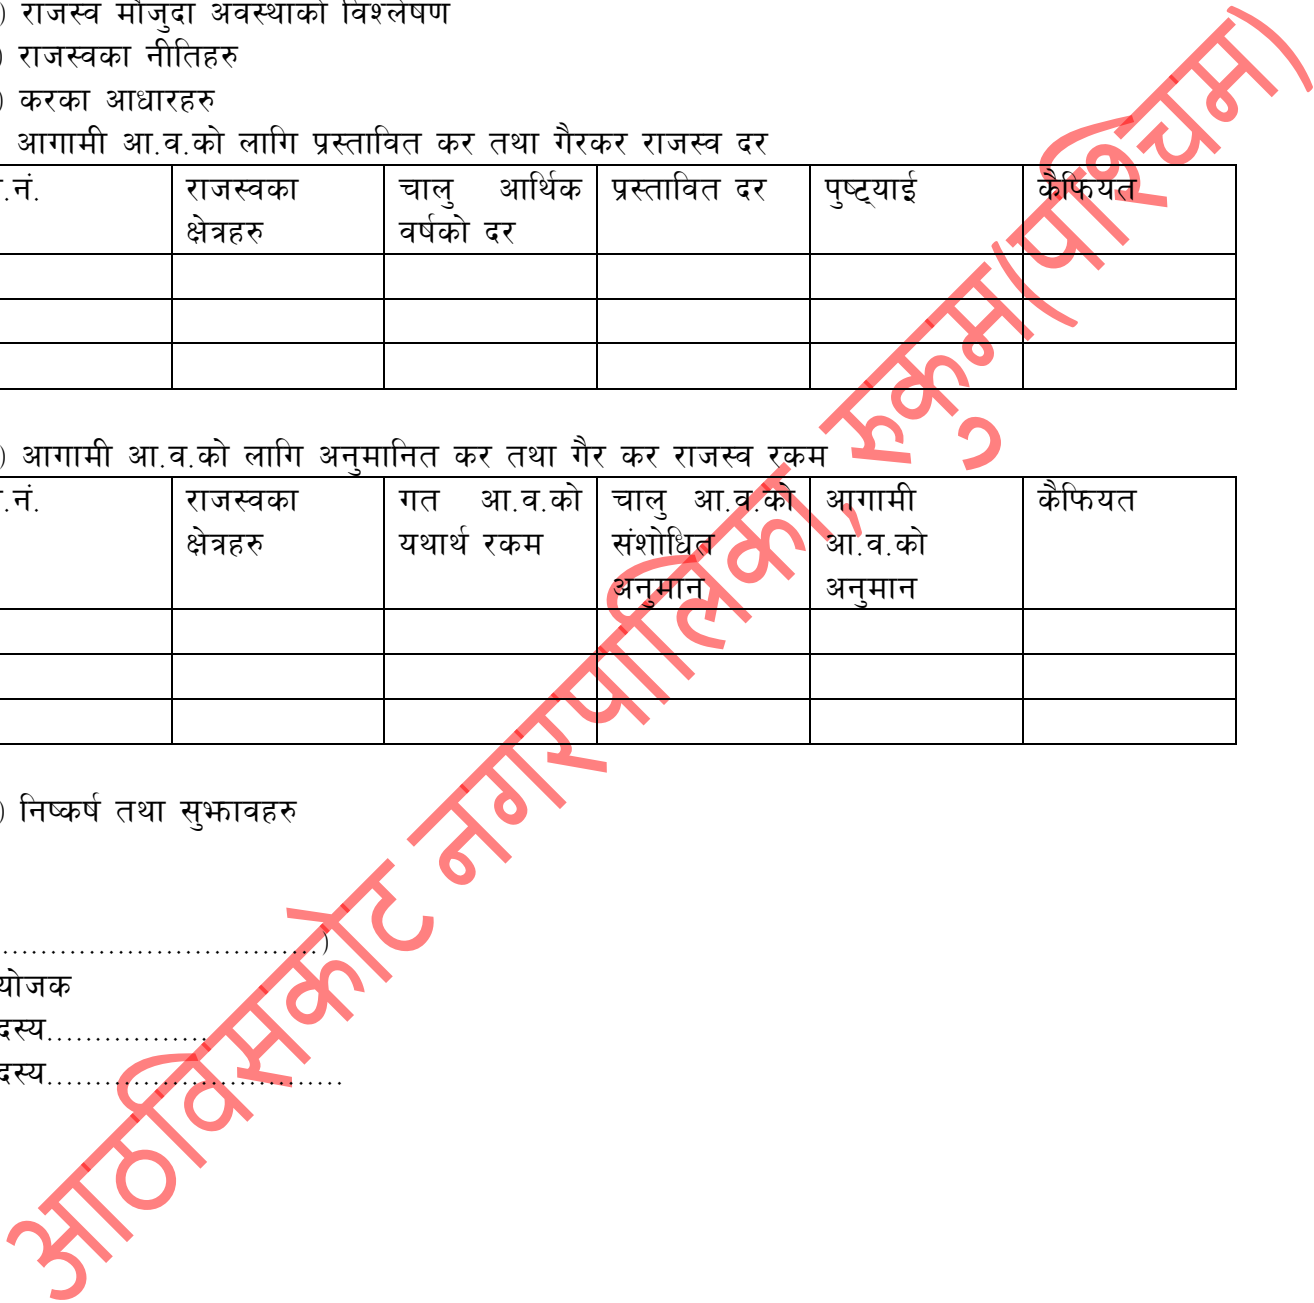 ) राजस्व मौजुदा अवस्थाको विश्लेषण
) राजस्वका नीतिहरु
) करका आधारहरु
आगामी आ.व.को लागि प्रस्तावित कर तथा गैरकर राजस्व दर
.नं. राजस्वका क्षेत्रहरु चालु आर्थिक वर्षको दर प्रस्तावित दर पुष्ट्याई कैफियत
) आगामी आ.व.को लागि अनुमानित कर तथा गैर कर राजस्व रकम
.नं. राजस्वका क्षेत्रहरु गत आ.व.को यथार्थ रकम चालु आ.व.को संशोधित अनुमान आगामी आ.व.को अनुमान कैफियत
) निष्कर्ष तथा सुझावहरु
.................................)
योजक
दस्य.................
दस्य...............................
आठविसकोट नगरपालिका, रुकुम(पश्चिम)